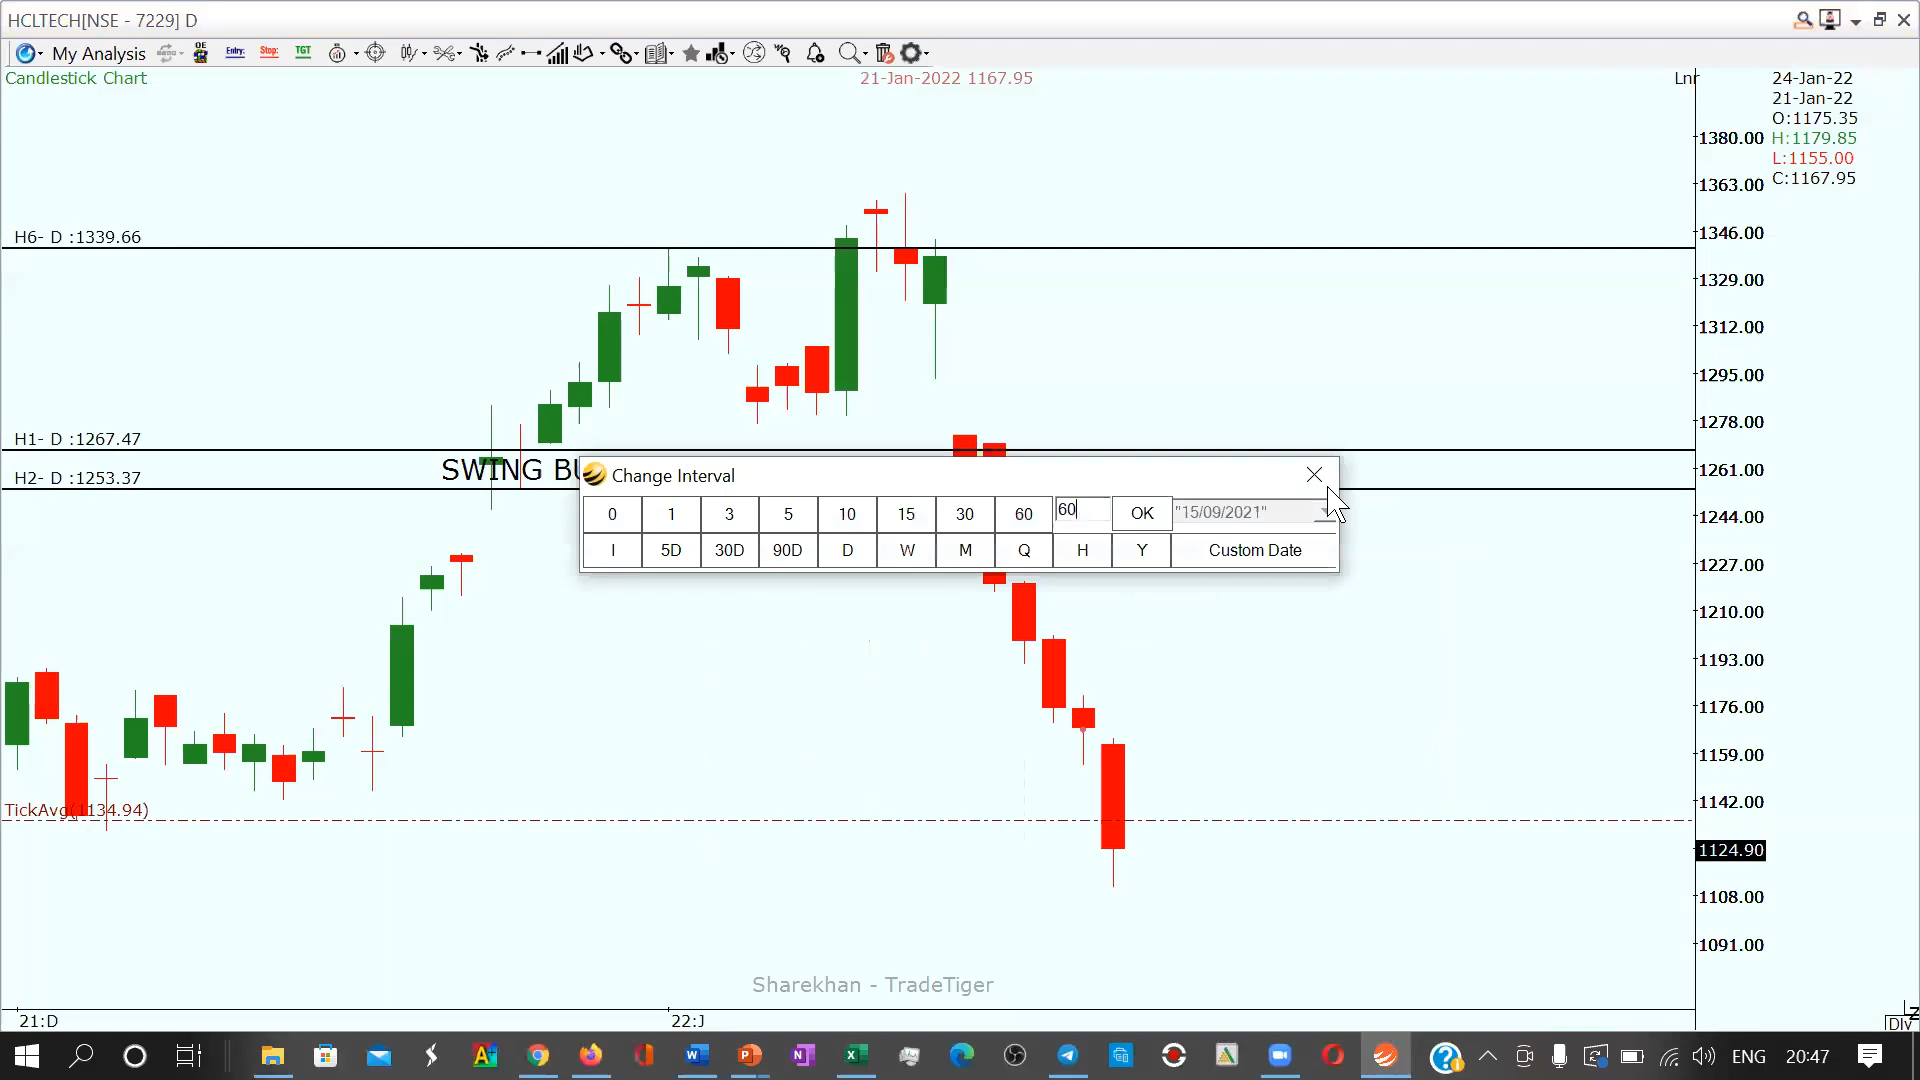 HCLTECH[NSE - 7229] D
My Analysis
OE
Entry:
Stop:
TGT
Candlestick Chart
21-Jan-2022 1167.95
Lnr
24-Jan-22
21-Jan-22
O:1175.35
H:1179.85
L:1155.00
C:1167.95
1380.00
1363.00
1346.00
1329.00
1312.00
1295.00
1278.00
1261.00
1244.00
1227.00
1210.00
1193.00
1176.00
1159.00
1142.00
1124.90
1108.00
1091.00
H6- D :1339.66
H1- D :1267.47
SWING BU
H2- D :1253.37
Change Interval
0 1 3 5 10 15 30 60 60 OK "15/09/2021"
I 5D 30D 90D D W M Q H Y Custom Date
TickAvg(1134.94)
Sharekhan - TradeTiger
21:D
22:J
ENG
20:47